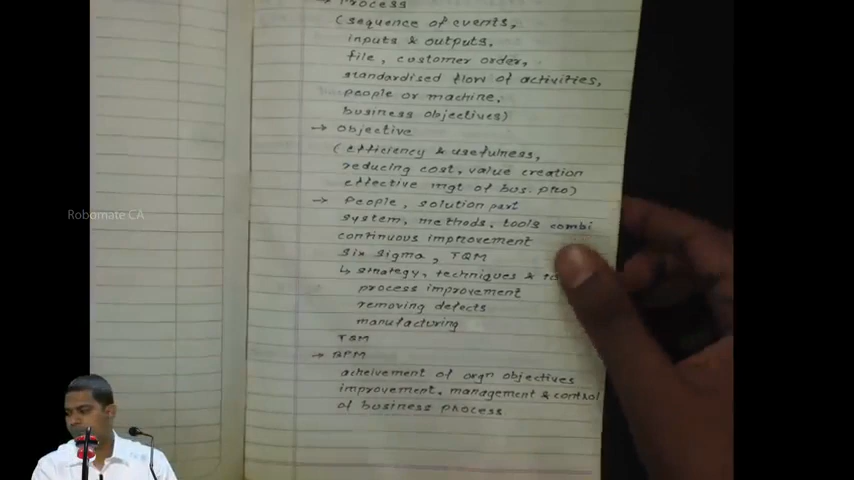 → Process
(sequence of events,
inputs & outputs,
file, customer order,
standardised flow of activities,
people or machine,
business objectives)
→ Objective
(efficiency & usefulness,
reducing cost, value creation
effective mgt of bus. pro)
→ People, solution part
system, methods, tools combi
continuous improvement
Six Sigma, TQM
↳ strategy, techniques &
process improvement
removing defects
manufacturing
TQM
→ BPM
acheivement of orgn objectives
improvement, management & control
of business process
Robomate CA
Robomate CA